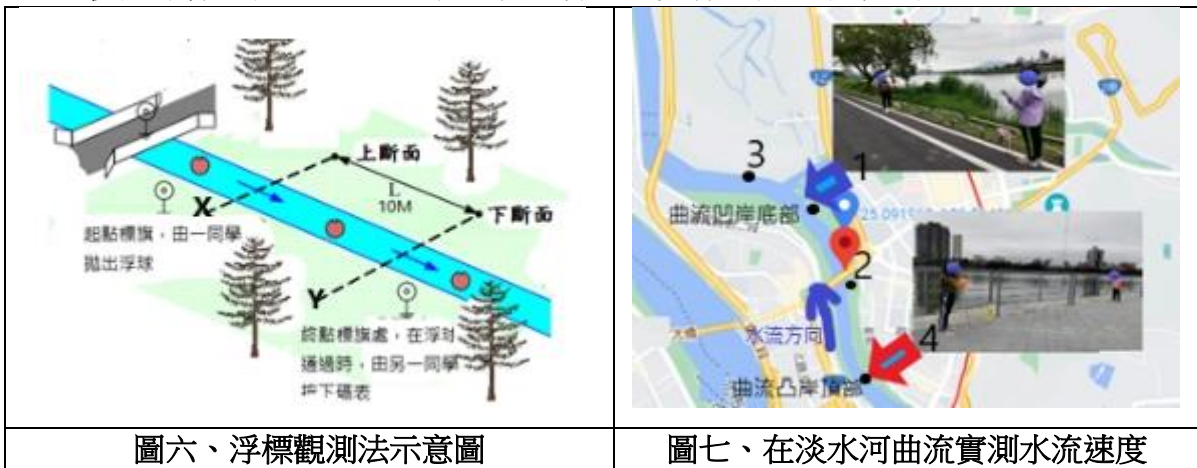 上斷面
L
10M
下斷面
X
起點標旗,由一同學
拋出浮球
Y
終點標旗處,在浮球
通過時,由另一同學
按下碼表
圖六、浮標觀測法示意圖
3
1
曲流凹岸底部
2
水流方向
4
曲流凸岸頂部
圖七、在淡水河曲流實測水流速度